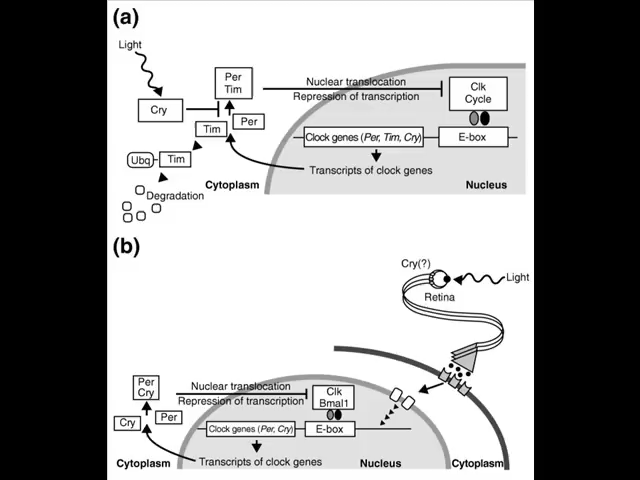 (a)
Light
Per
Tim
Nuclear translocation
Repression of transcription
Clk
Cycle
Cry
Tim
Per
Clock genes (Per, Tim, Cry)
E-box
Ubq
Tim
Transcripts of clock genes
Degradation
Cytoplasm
Nucleus
(b)
Cry(?)
Light
Retina
Per
Cry
Nuclear translocation
Repression of transcription
Clk
Bmal1
Cry
Per
Clock genes (Per, Cry)
E-box
Cytoplasm
Transcripts of clock genes
Nucleus
Cytoplasm